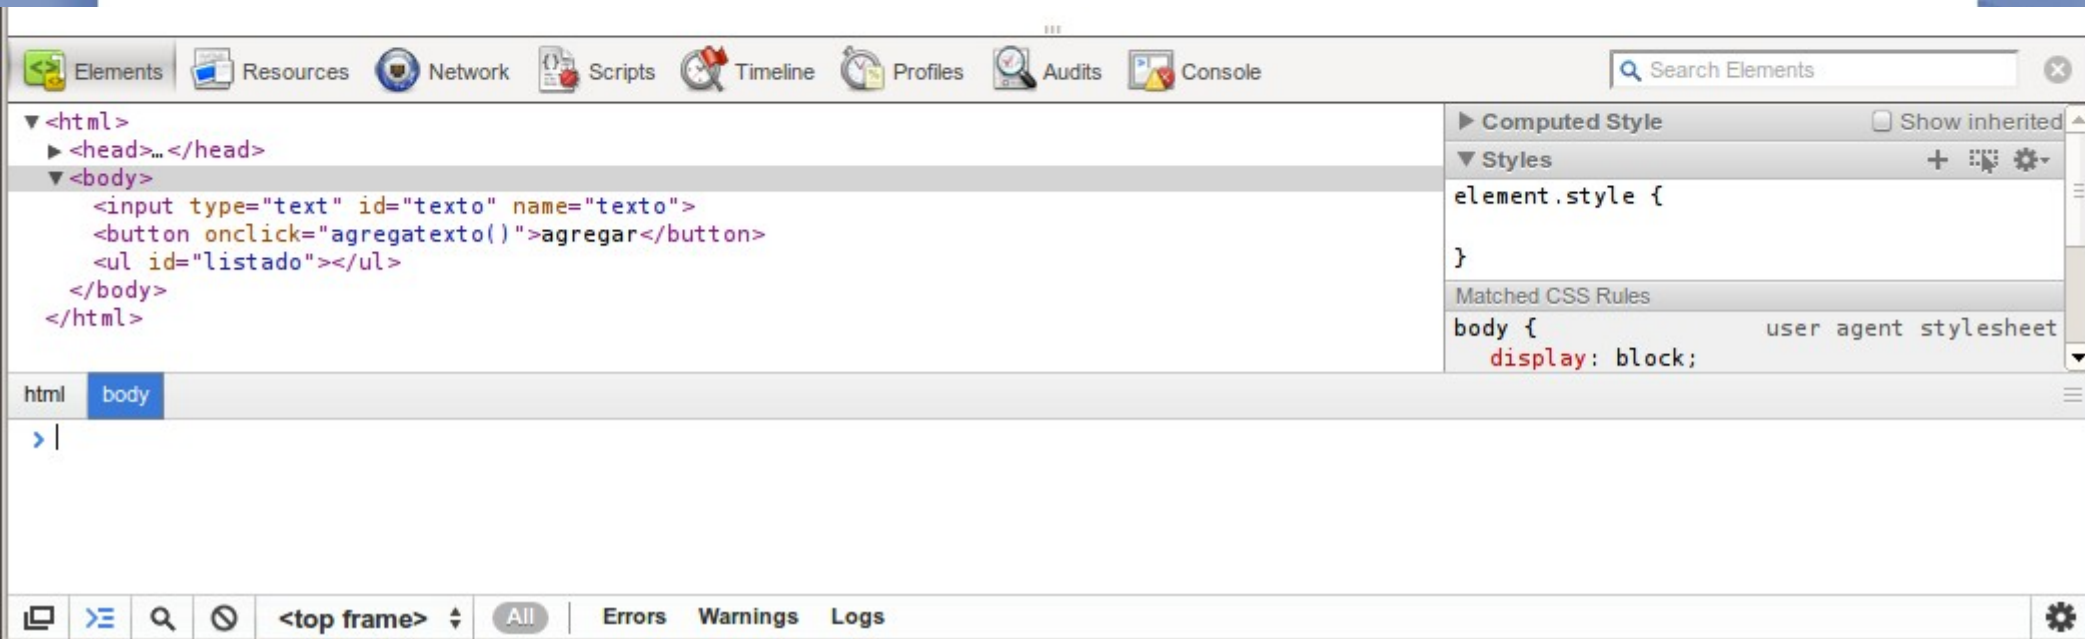 Elements Resources Network Scripts Timeline Profiles Audits Console Search Elements
▼<html>
▶<head>…</head>
▼<body>
<input type="text" id="texto" name="texto">
<button onclick="agregatexto()">agregar</button>
<ul id="listado"></ul>
</body>
</html>
▶ Computed Style Show inherited
▼ Styles
element.style {
}
Matched CSS Rules
body { user agent stylesheet
display: block;
html body
>
<top frame> All Errors Warnings Logs